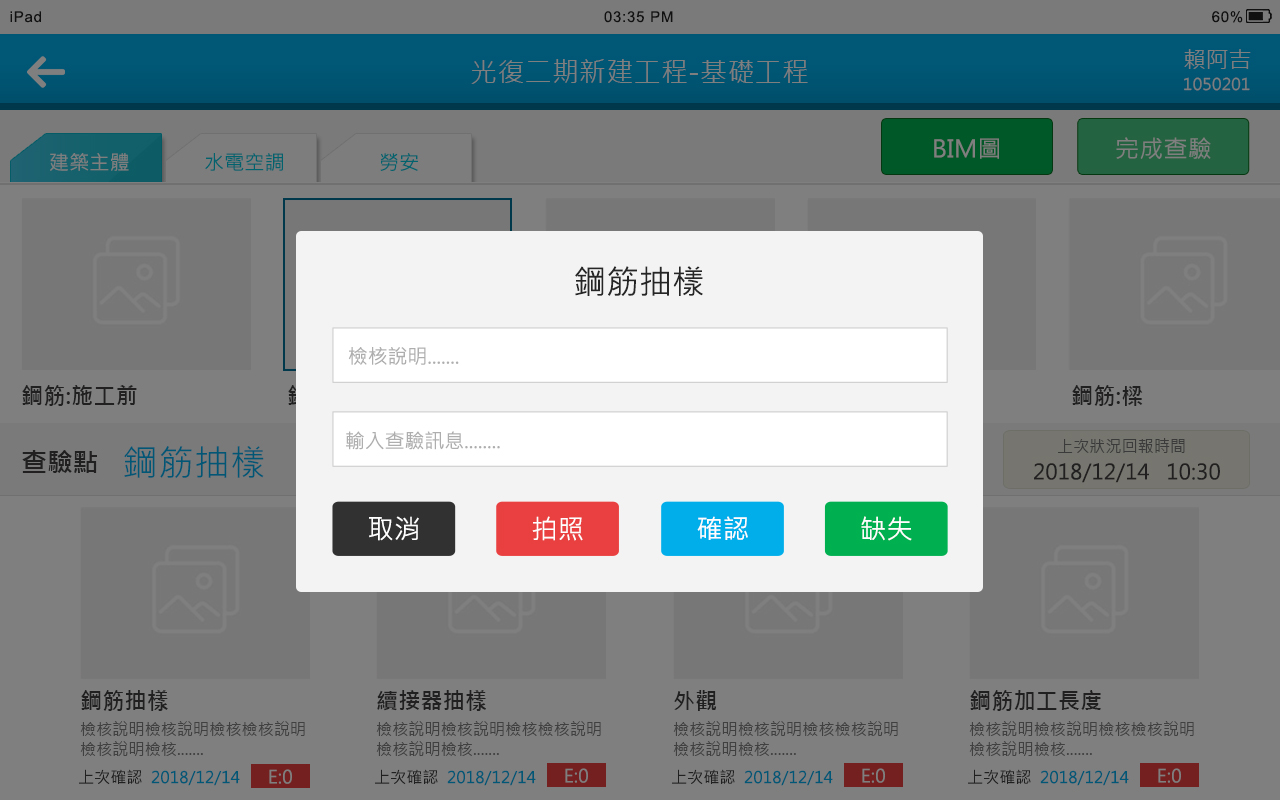 iPad
03:35 PM
60%
光復二期新建工程-基礎工程
賴阿吉
1050201
建築主體
水電空調
勞安
BIM圖
完成查驗
鋼筋抽樣
檢核說明.......
輸入查驗訊息........
取消
拍照
確認
缺失
鋼筋:施工前
鋼筋:樑
查驗點
鋼筋抽樣
上次狀況回報時間
2018/12/14 10:30
鋼筋抽樣
檢核說明檢核說明檢核檢核說明
檢核說明檢核.......
上次確認 2018/12/14 E:0
續接器抽樣
檢核說明檢核說明檢核檢核說明
檢核說明檢核.......
上次確認 2018/12/14 E:0
外觀
檢核說明檢核說明檢核檢核說明
檢核說明檢核.......
上次確認 2018/12/14 E:0
鋼筋加工長度
檢核說明檢核說明檢核檢核說明
檢核說明檢核.......
上次確認 2018/12/14 E:0